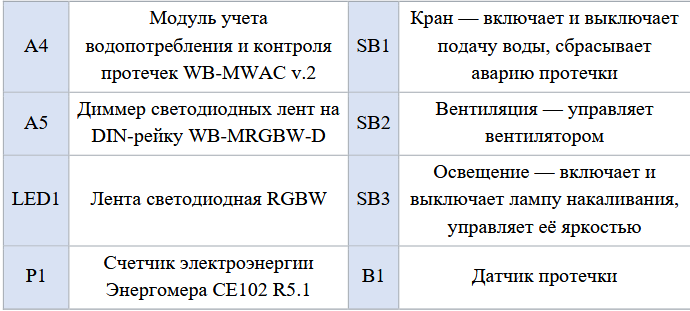 A4
Модуль учета
водопотребления и контроля
протечек WB-MWAC v.2
SB1
Кран — включает и выключает
подачу воды, сбрасывает
аварию протечки
A5
Диммер светодиодных лент на
DIN-рейку WB-MRGBW-D
SB2
Вентиляция — управляет
вентилятором
LED1
Лента светодиодная RGBW
SB3
Освещение — включает и
выключает лампу накаливания,
управляет её яркостью
P1
Счетчик электроэнергии
Энергомера CE102 R5.1
B1
Датчик протечки